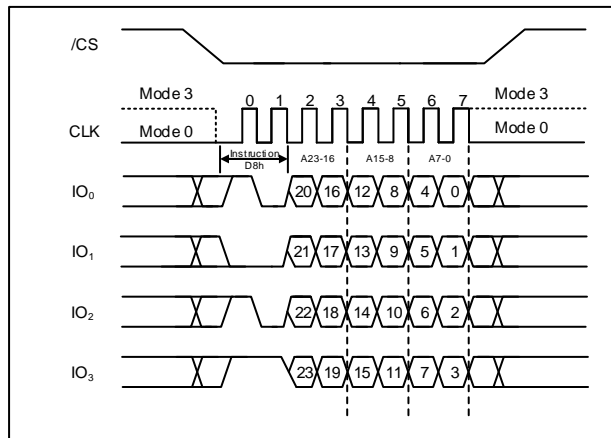 /CS
Mode 3 0 1 2 3 4 5 6 7 Mode 3
CLK Mode 0 Mode 0
Instruction A23-16 A15-8 A7-0
D8h
IO0 20 16 12 8 4 0
IO1 21 17 13 9 5 1
IO2 22 18 14 10 6 2
IO3 23 19 15 11 7 3